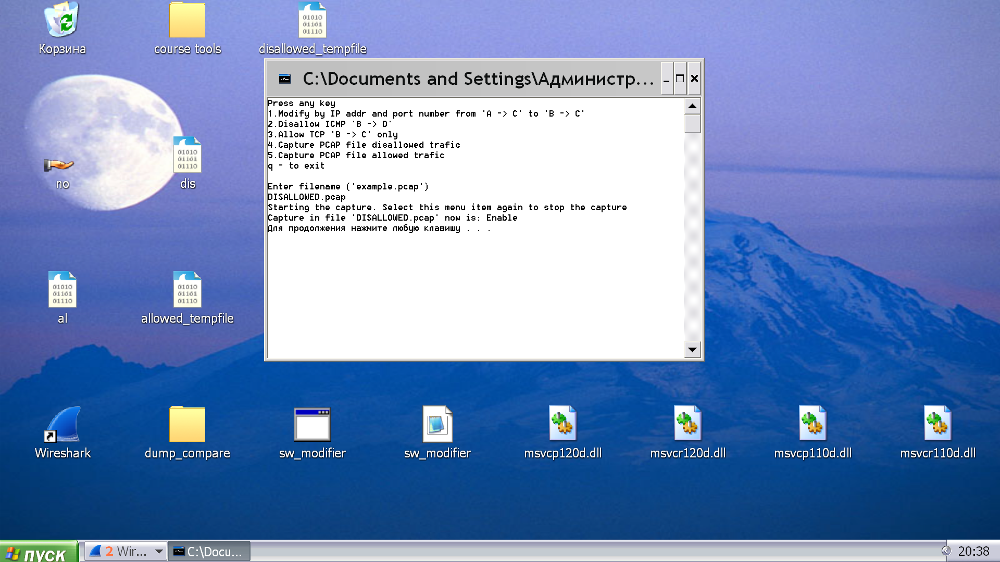 Корзина
course tools
disallowed_tempfile
C:\Documents and Settings\Администр...
Press any key
1.Modify by IP addr and port number from 'A -> C' to 'B -> C'
2.Disallow ICMP 'B -> D'
3.Allow TCP 'B -> C' only
4.Capture PCAP file disallowed trafic
5.Capture PCAP file allowed trafic
q - to exit
Enter filename ('example.pcap')
DISALLOWED.pcap
Starting the capture. Select this menu item again to stop the capture
Capture in file 'DISALLOWED.pcap' now is: Enable
Для продолжения нажмите любую клавишу . . .
no
dis
al
allowed_tempfile
Wireshark
dump_compare
sw_modifier
sw_modifier
msvcp120d.dll
msvcr120d.dll
msvcp110d.dll
msvcr110d.dll
пуск
2 Wir...
C:\Docu...
20:38